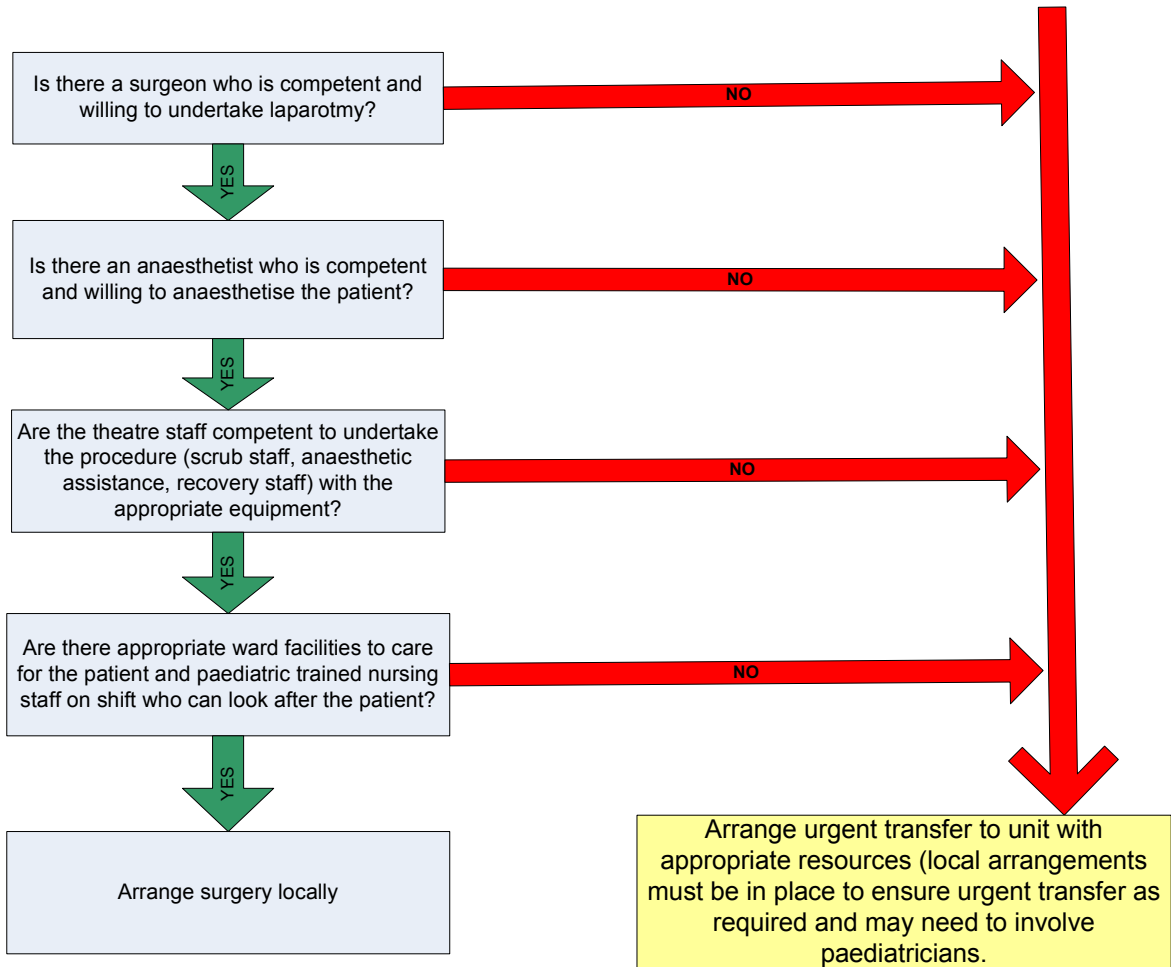 Is there a surgeon who is competent and
willing to undertake laparotmy?
NO
YES
Is there an anaesthetist who is competent
and willing to anaesthetise the patient?
NO
YES
Are the theatre staff competent to undertake
the procedure (scrub staff, anaesthetic
assistance, recovery staff) with the
appropriate equipment?
NO
YES
Are there appropriate ward facilities to care
for the patient and paediatric trained nursing
staff on shift who can look after the patient?
NO
YES
Arrange surgery locally
Arrange urgent transfer to unit with
appropriate resources (local arrangements
must be in place to ensure urgent transfer as
required and may need to involve
paediatricians.